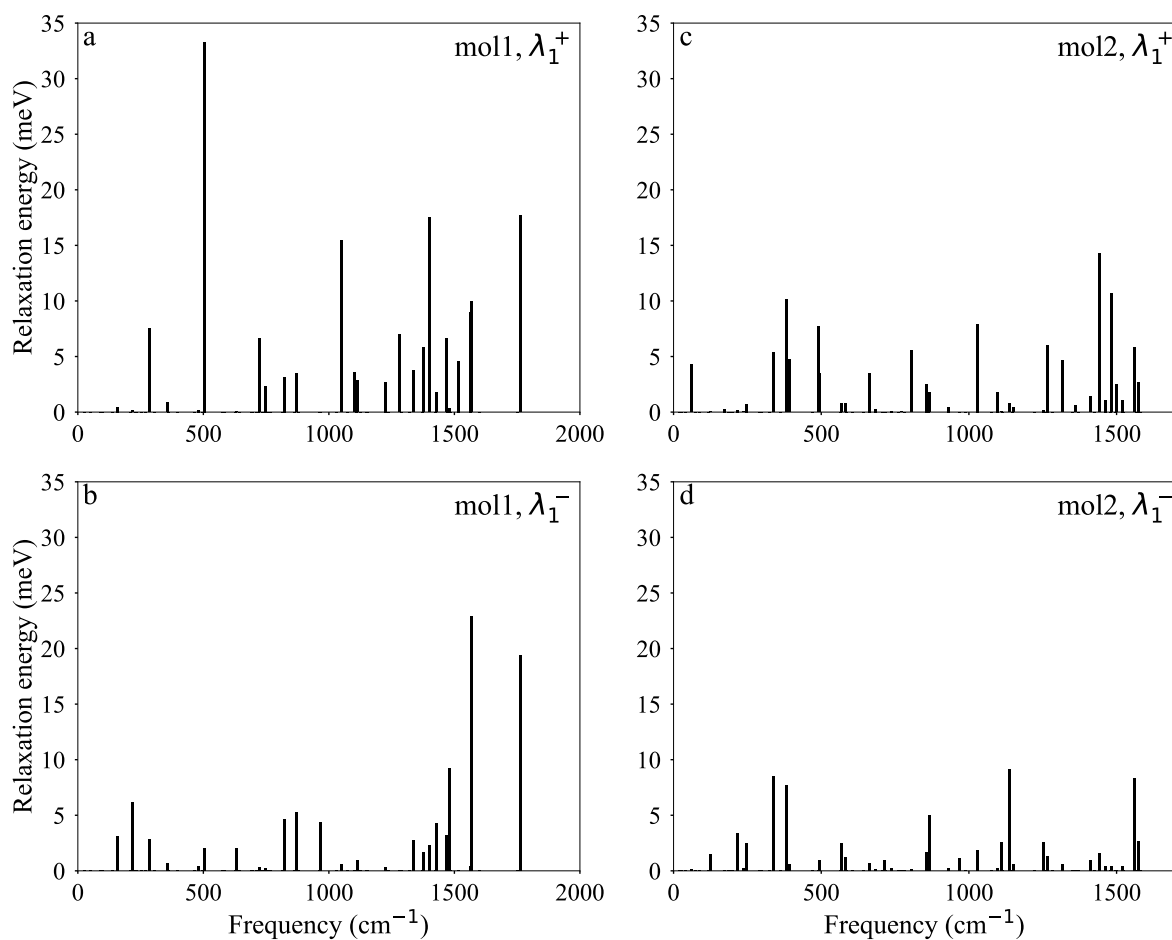 a
mol1, λ₁⁺
Relaxation energy (meV)
35
30
25
20
15
10
5
0
0 500 1000 1500 2000
c
mol2, λ₁⁺
35
30
25
20
15
10
5
0
0 500 1000 1500
b
mol1, λ₁⁻
Relaxation energy (meV)
35
30
25
20
15
10
5
0
0 500 1000 1500 2000
Frequency (cm⁻¹)
d
mol2, λ₁⁻
35
30
25
20
15
10
5
0
0 500 1000 1500
Frequency (cm⁻¹)